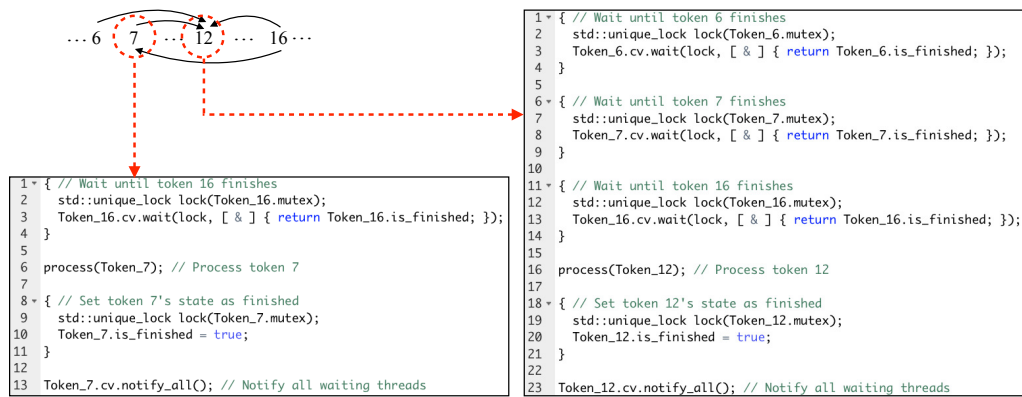 ··· 6 7 ··· 12 ··· 16 ···
1 { // Wait until token 16 finishes
2 std::unique_lock lock(Token_16.mutex);
3 Token_16.cv.wait(lock, [ & ] { return Token_16.is_finished; });
4 }
5
6 process(Token_7); // Process token 7
7
8 { // Set token 7's state as finished
9 std::unique_lock lock(Token_7.mutex);
10 Token_7.is_finished = true;
11 }
12
13 Token_7.cv.notify_all(); // Notify all waiting threads
1 { // Wait until token 6 finishes
2 std::unique_lock lock(Token_6.mutex);
3 Token_6.cv.wait(lock, [ & ] { return Token_6.is_finished; });
4 }
5
6 { // Wait until token 7 finishes
7 std::unique_lock lock(Token_7.mutex);
8 Token_7.cv.wait(lock, [ & ] { return Token_7.is_finished; });
9 }
10
11 { // Wait until token 16 finishes
12 std::unique_lock lock(Token_16.mutex);
13 Token_16.cv.wait(lock, [ & ] { return Token_16.is_finished; });
14 }
15
16 process(Token_12); // Process token 12
17
18 { // Set token 12's state as finished
19 std::unique_lock lock(Token_12.mutex);
20 Token_12.is_finished = true;
21 }
22
23 Token_12.cv.notify_all(); // Notify all waiting threads